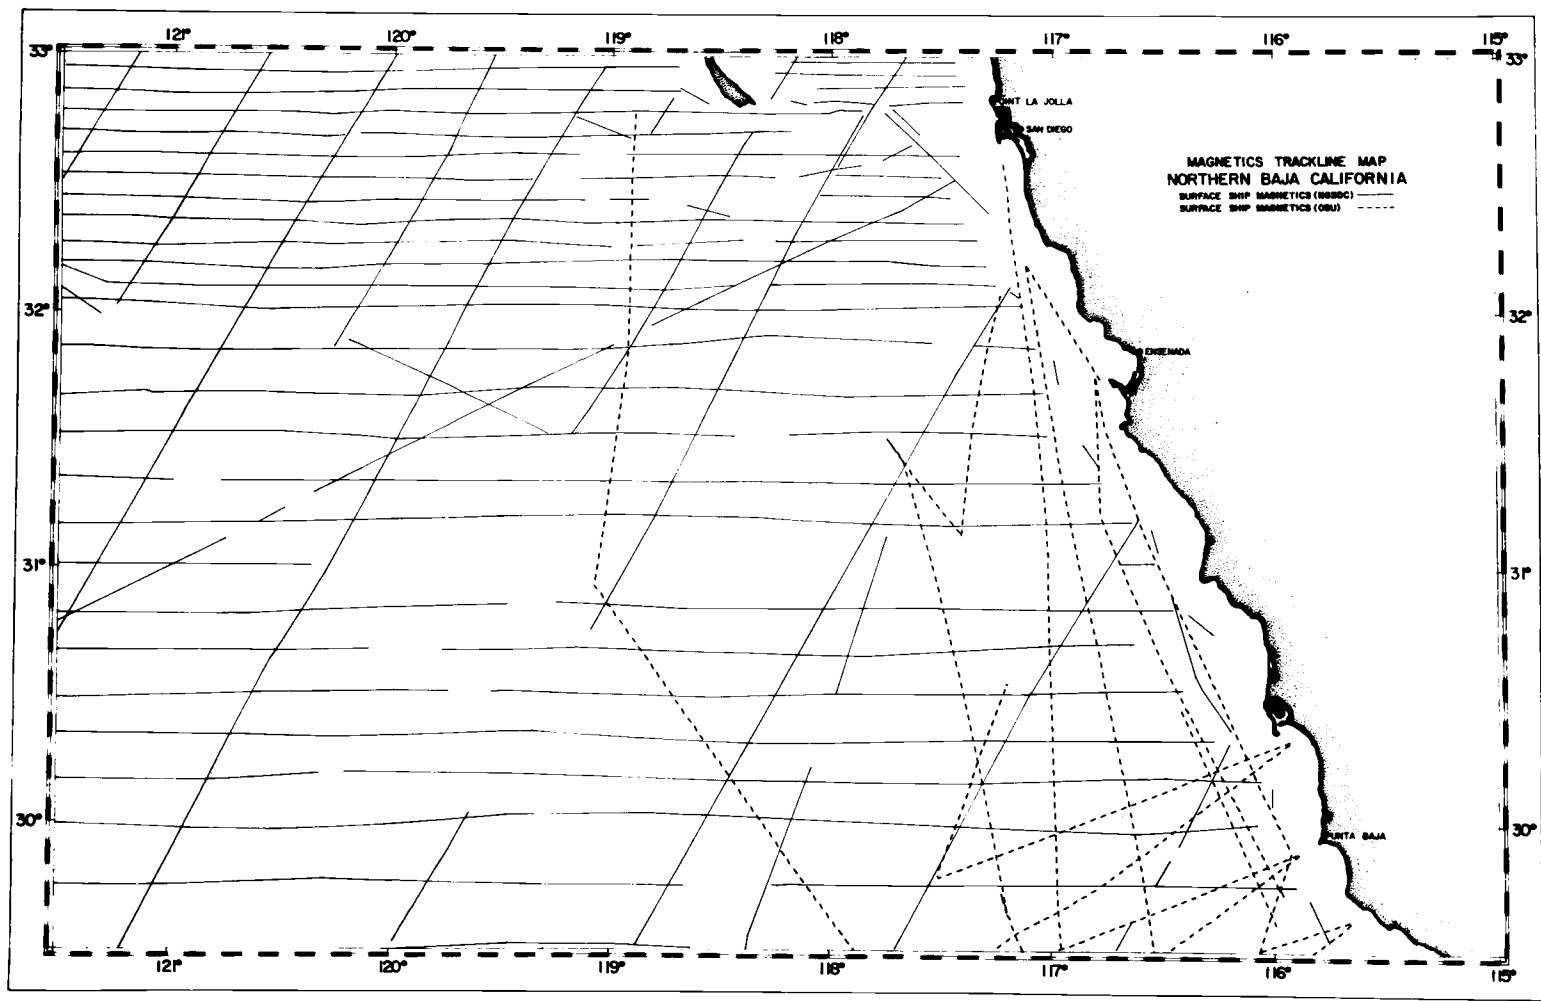 121° 120° 119° 118° 117° 116° 115°
33° 33°
POINT LA JOLLA
SAN DIEGO
MAGNETICS TRACKLINE MAP
NORTHERN BAJA CALIFORNIA
SURFACE SHIP MAGNETICS (NGSDC)
SURFACE SHIP MAGNETICS (OSU)
32° 32°
ENSENADA
31° 31°
30° 30°
PUNTA BAJA
121° 120° 119° 118° 117° 116° 115°